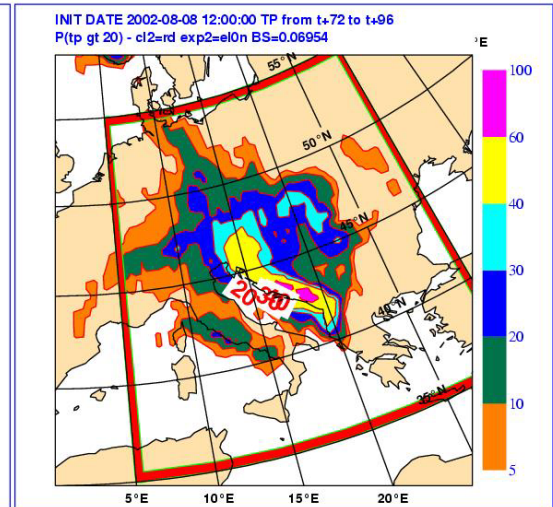 INIT DATE 2002-08-08 12:00:00 TP from t+72 to t+96
P(tp gt 20) - cl2=rd exp2=el0n BS=0.06954
°E
55°N
50°N
45°N
40°N
35°N
100
60
40
30
20
10
5
5°E
10°E
15°E
20°E